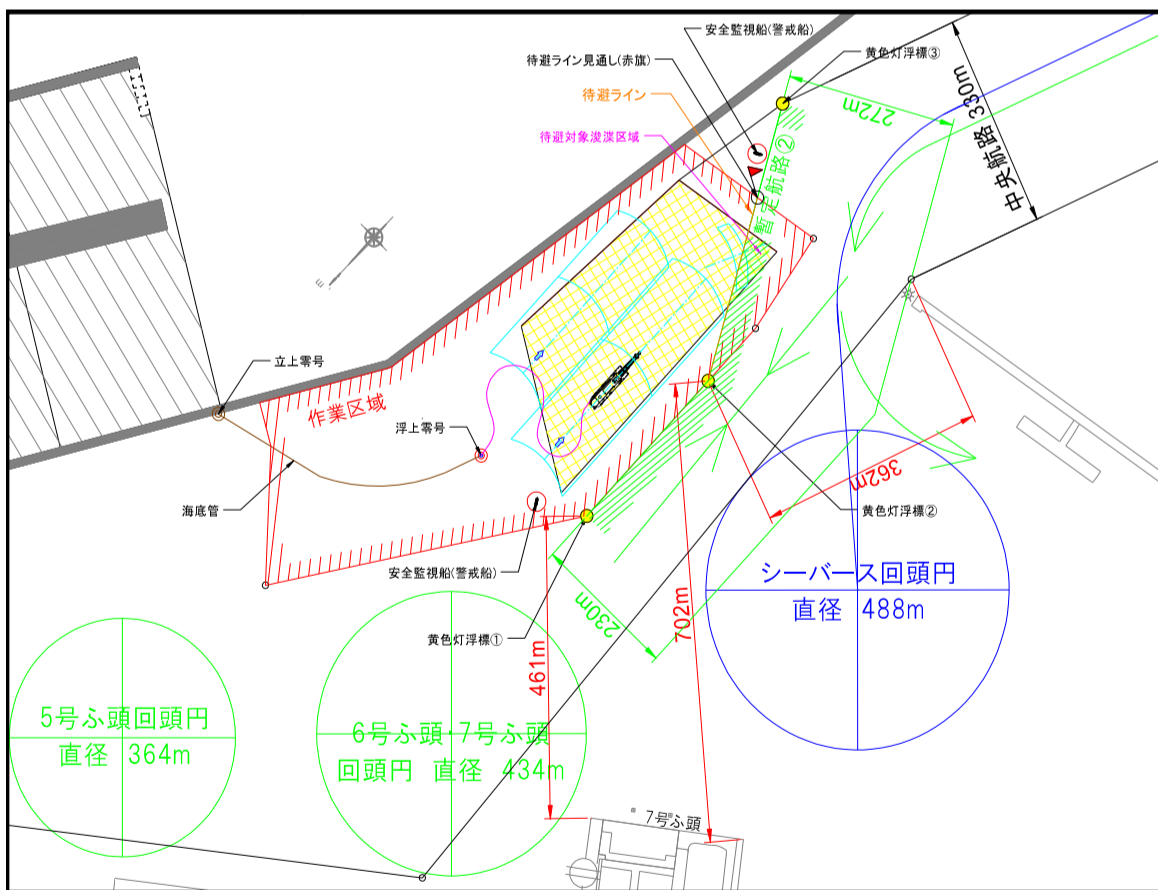 安全監視船(警戒船)
待避ライン見通し(赤旗)
黄色灯浮標③
待避ライン
待避対象浚渫区域
272m
中央航路 330m
暫定航路②
E
立上零号
作業区域
浮上零号
海底管
362m
黄色灯浮標②
安全監視船(警戒船)
シーバース回頭円
直径 488m
230m
702m
黄色灯浮標①
461m
5号ふ頭回頭円
直径 364m
6号ふ頭・7号ふ頭
回頭円 直径 434m
7号ふ頭